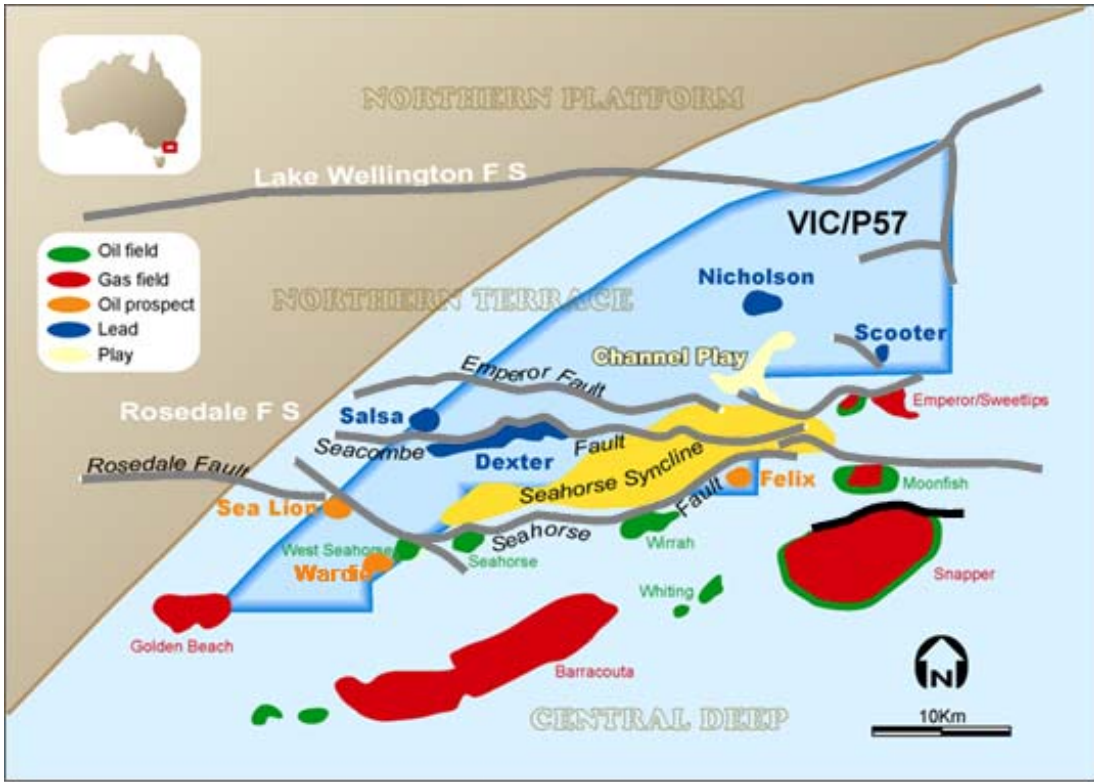 NORTHERN PLATFORM
Lake Wellington F S
VIC/P57
Oil field
Gas field
Oil prospect
Lead
Play
NORTHERN TERRACE
Nicholson
Scooter
Channel Play
Emperor Fault
Emperor/Sweetlips
Rosedale F S
Salsa
Seacombe Fault
Dexter
Rosedale Fault
Seahorse Syncline
Felix
Moonfish
Sea Lion
Seahorse Fault
West Seahorse
Seahorse
Wirrah
Wardie
Snapper
Whiting
Golden Beach
Barracouta
N
CENTRAL DEEP
10Km